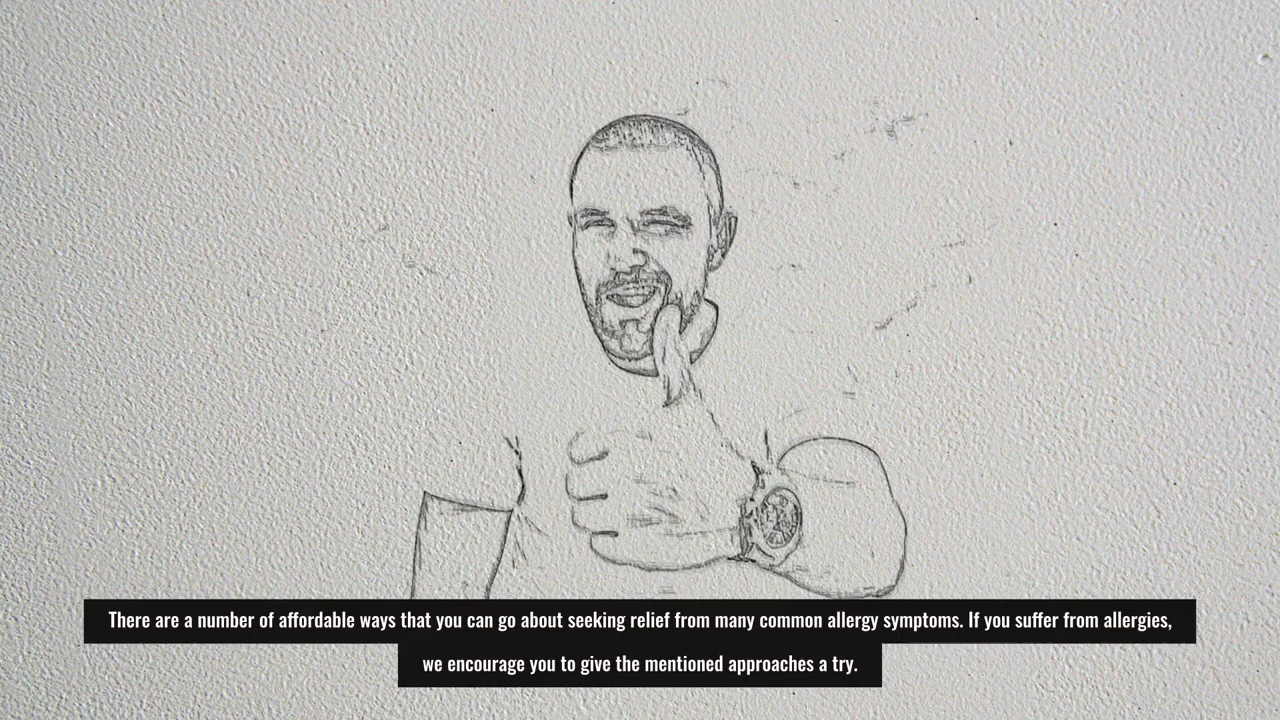 There are a number of affordable ways that you can go about seeking relief from many common allergy symptoms. If you suffer from allergies,
we encourage you to give the mentioned approaches a try.